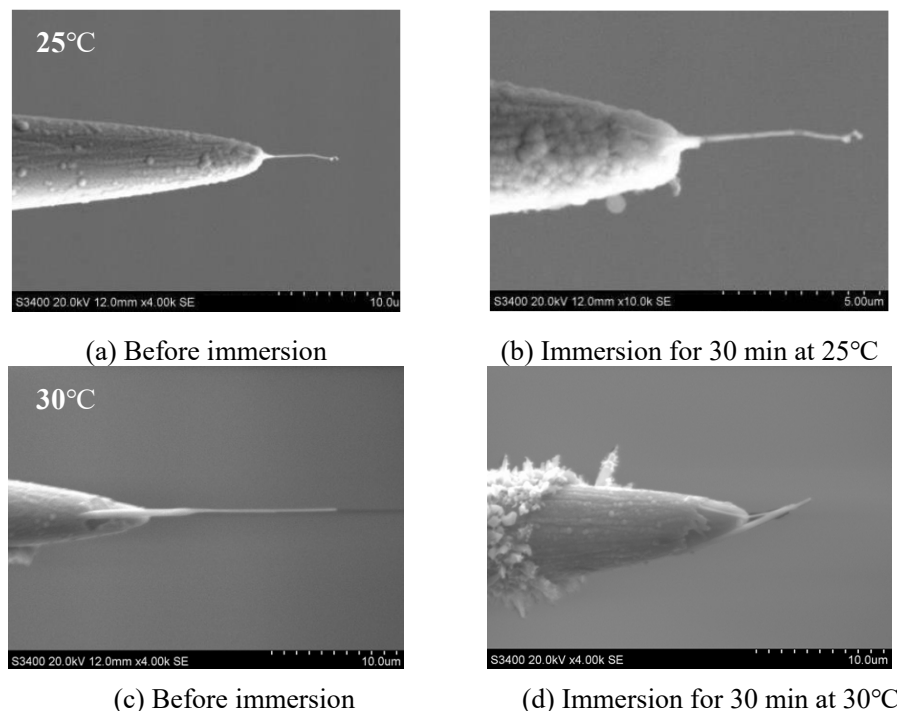 25℃
S3400 20.0kV 12.0mm x4.00k SE 10.0u
S3400 20.0kV 12.0mm x10.0k SE 5.00um
(a) Before immersion
(b) Immersion for 30 min at 25℃
30℃
S3400 20.0kV 12.0mm x4.00k SE 10.0um
S3400 20.0kV 12.0mm x4.00k SE 10.0um
(c) Before immersion
(d) Immersion for 30 min at 30℃